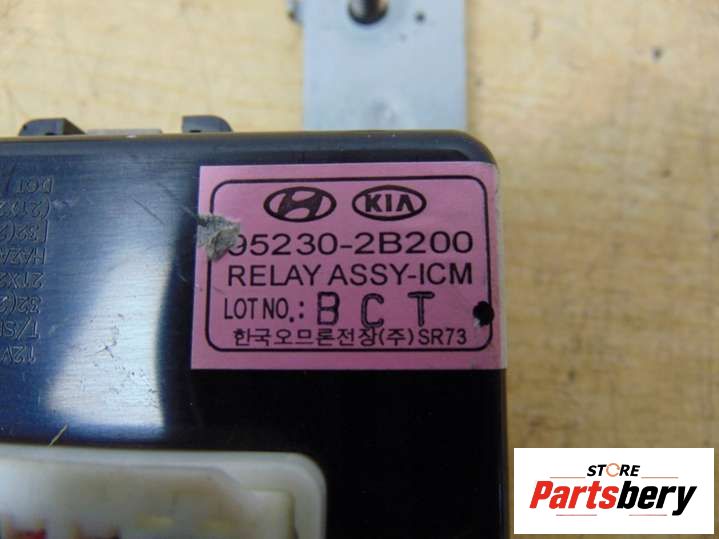 KIA
95230-2B200
RELAY ASSY-ICM
LOT NO.: BCT
한국오므론전장(주) SR73
STORE
Partsbery